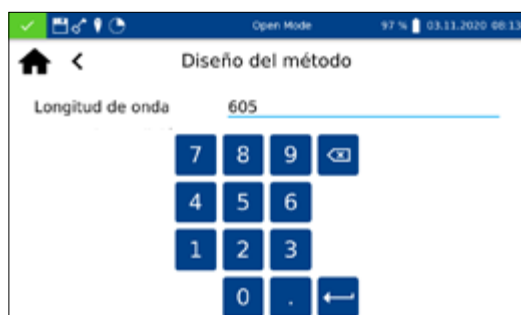 Open Mode 97 % 03.11.2020 08:13
Diseño del método
Longitud de onda 605
7 8 9
4 5 6
1 2 3
0 .